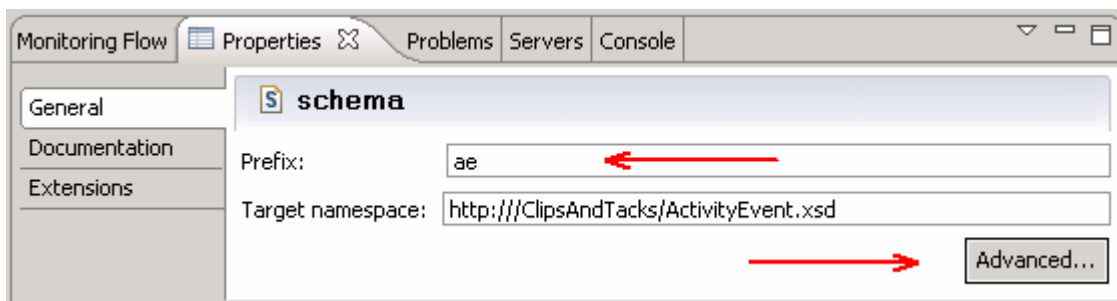 Monitoring Flow Properties Problems Servers Console
General
Documentation
Extensions
schema
Prefix: ae
Target namespace: http:///ClipsAndTacks/ActivityEvent.xsd
Advanced...